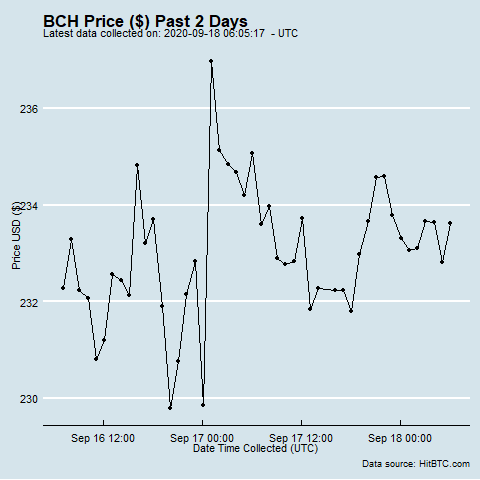 BCH Price ($) Past 2 Days
Latest data collected on: 2020-09-18 06:05:17  - UTC
236
234
Price USD ($)
232
230
Sep 16 12:00
Sep 17 00:00
Sep 17 12:00
Sep 18 00:00
Date Time Collected (UTC)
Data source: HitBTC.com